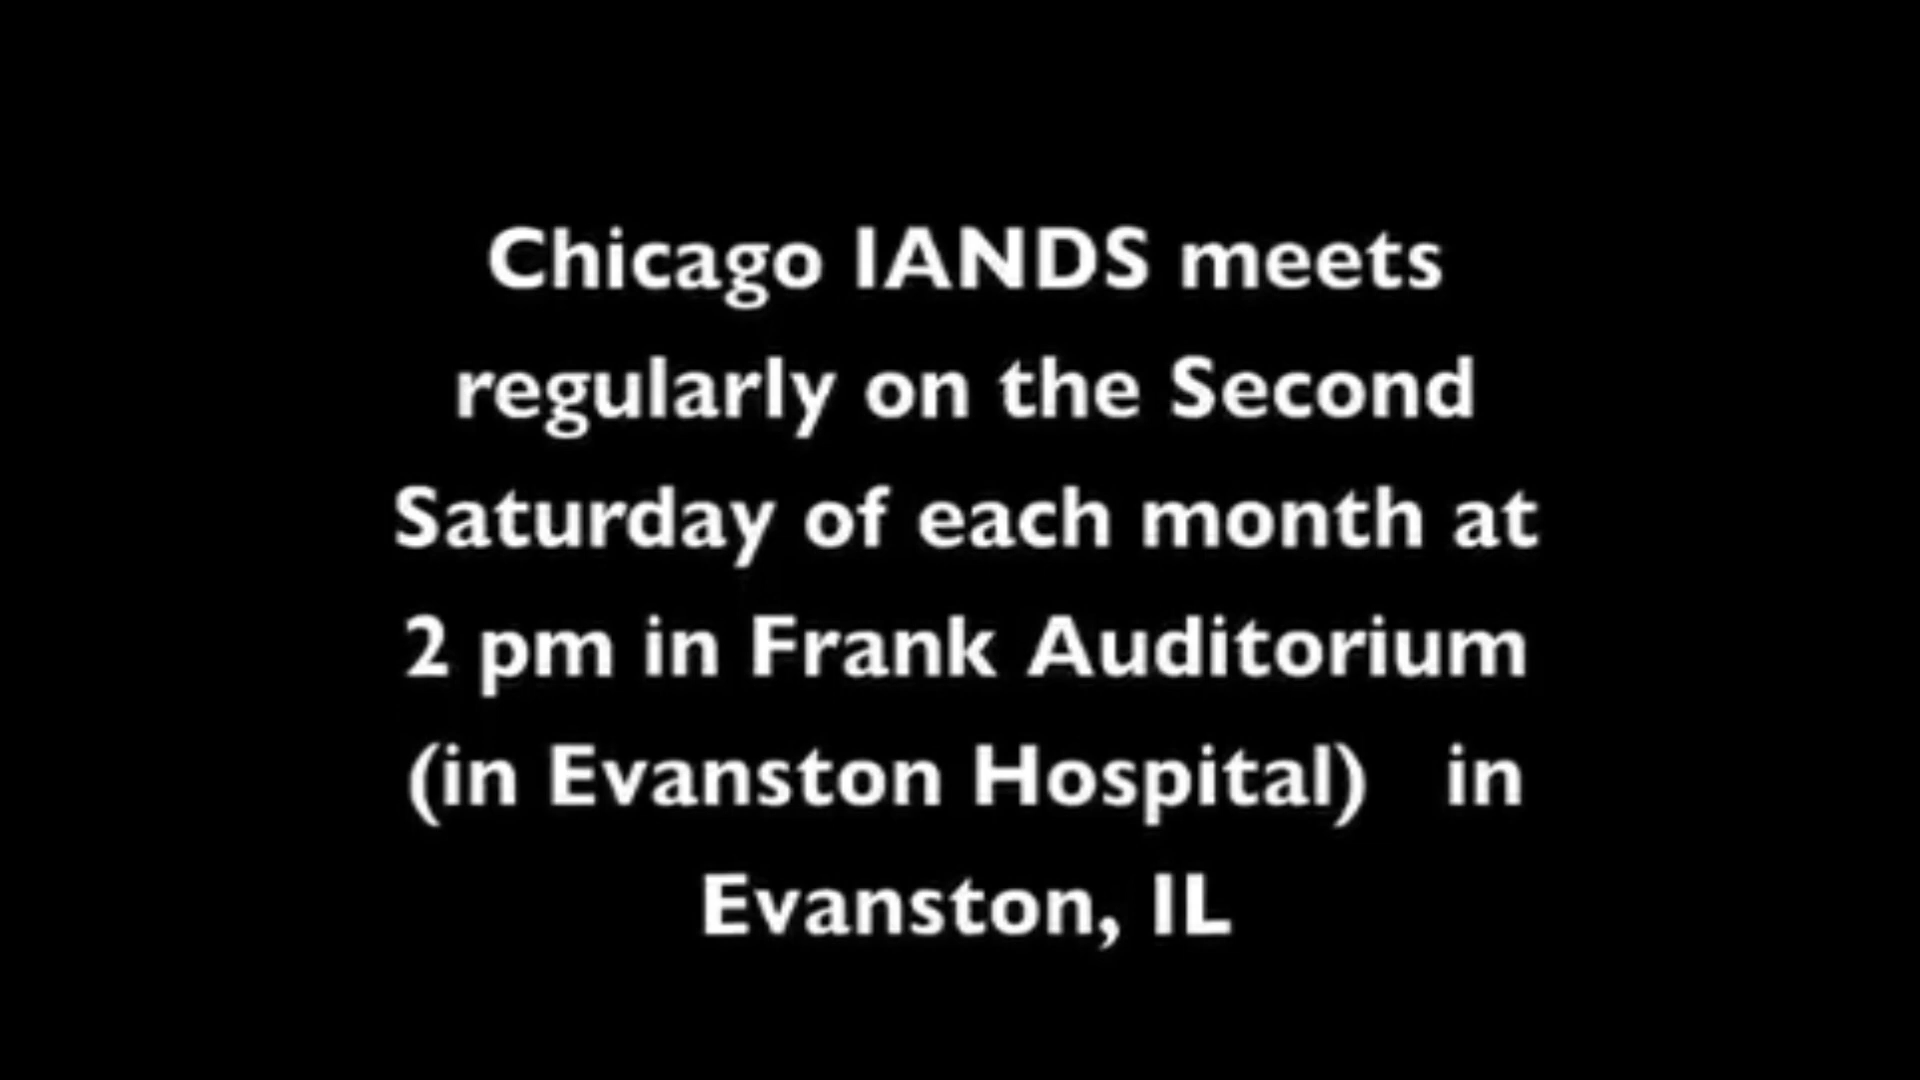 Chicago IANDS meets
regularly on the Second
Saturday of each month at
2 pm in Frank Auditorium
(in Evanston Hospital)   in
Evanston, IL